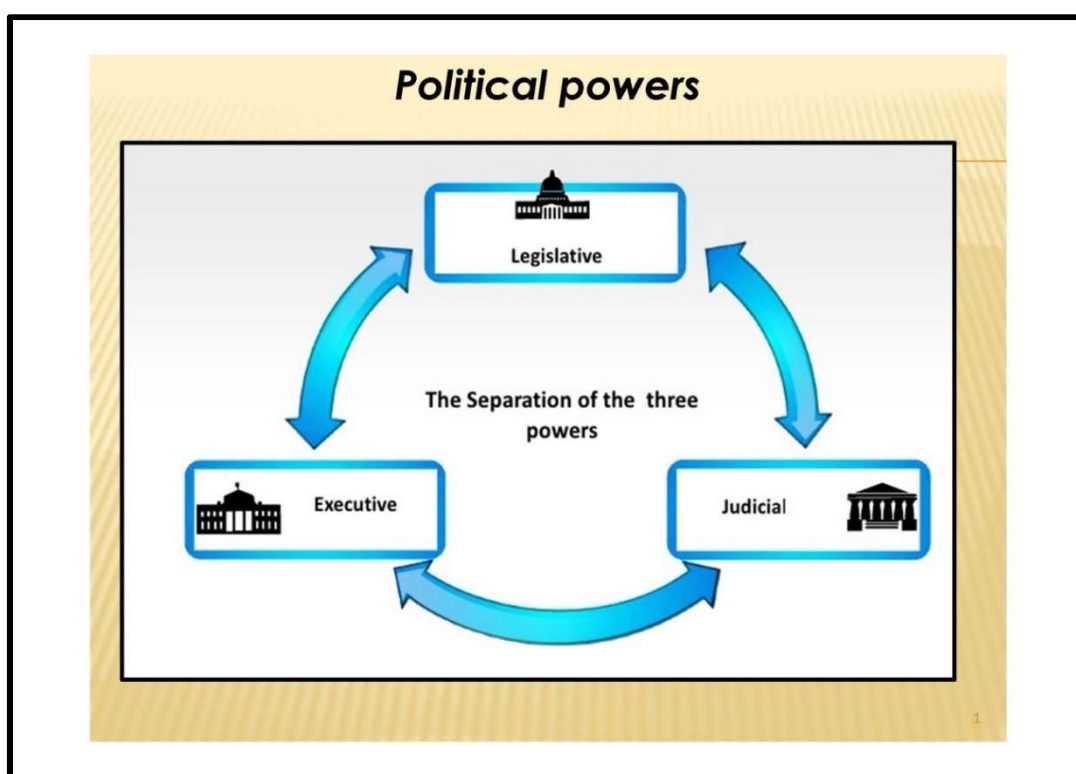 Political powers
Legislative
The Separation of the three
powers
Executive
Judicial
1